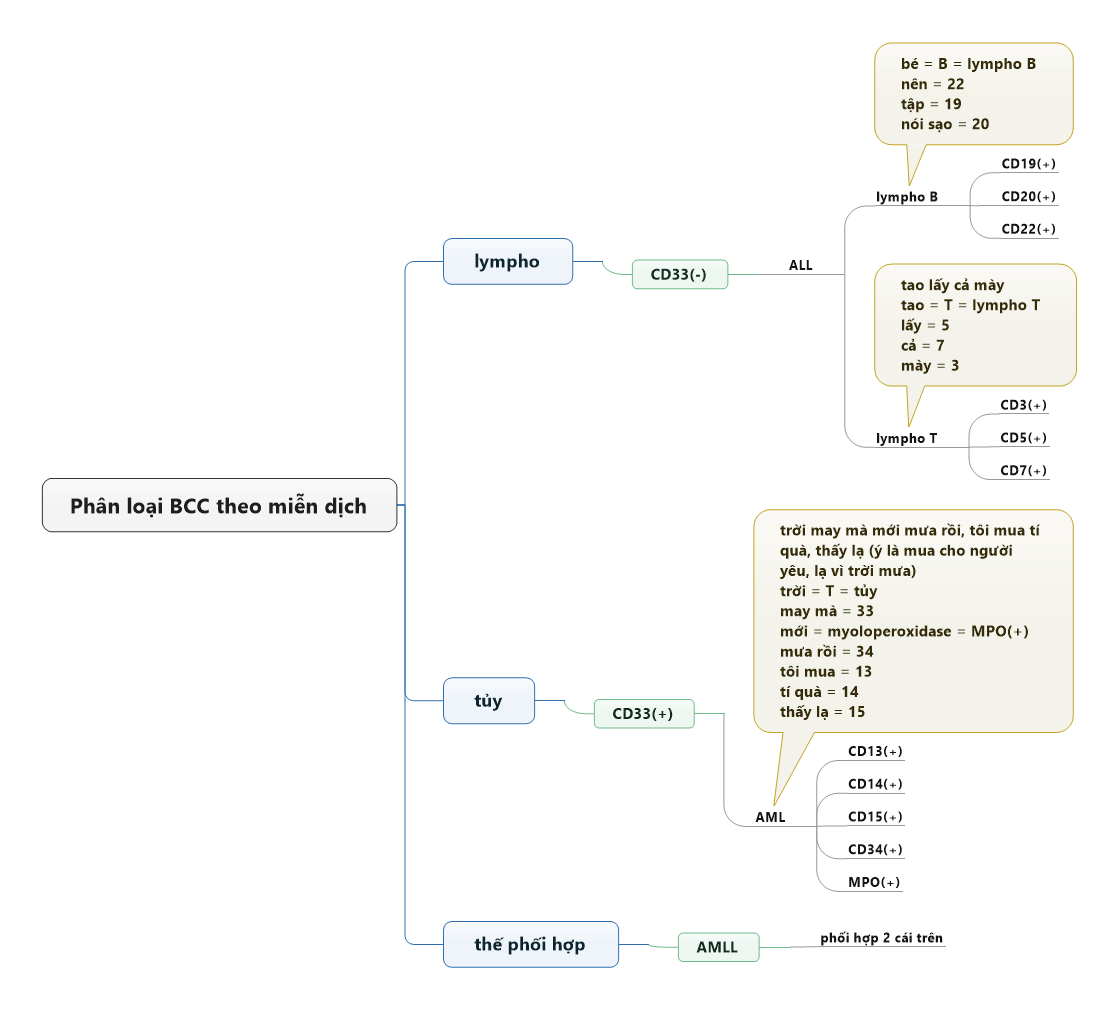 Phân loại BCC theo miễn dịch
lympho
CD33(-)
ALL
bé = B = lympho B
nên = 22
tập = 19
nói sạo = 20
lympho B
CD19(+)
CD20(+)
CD22(+)
tao lấy cả mày
tao = T = lympho T
lấy = 5
cả = 7
mày = 3
lympho T
CD3(+)
CD5(+)
CD7(+)
tủy
CD33(+)
trời may mà mới mưa rồi, tôi mua tí
quà, thấy lạ (ý là mua cho người
yêu, lạ vì trời mưa)
trời = T = tủy
may mà = 33
mới = myoloperoxidase = MPO(+)
mưa rồi = 34
tôi mua = 13
tí quà = 14
thấy lạ = 15
AML
CD13(+)
CD14(+)
CD15(+)
CD34(+)
MPO(+)
thế phối hợp
AMLL
phối hợp 2 cái trên